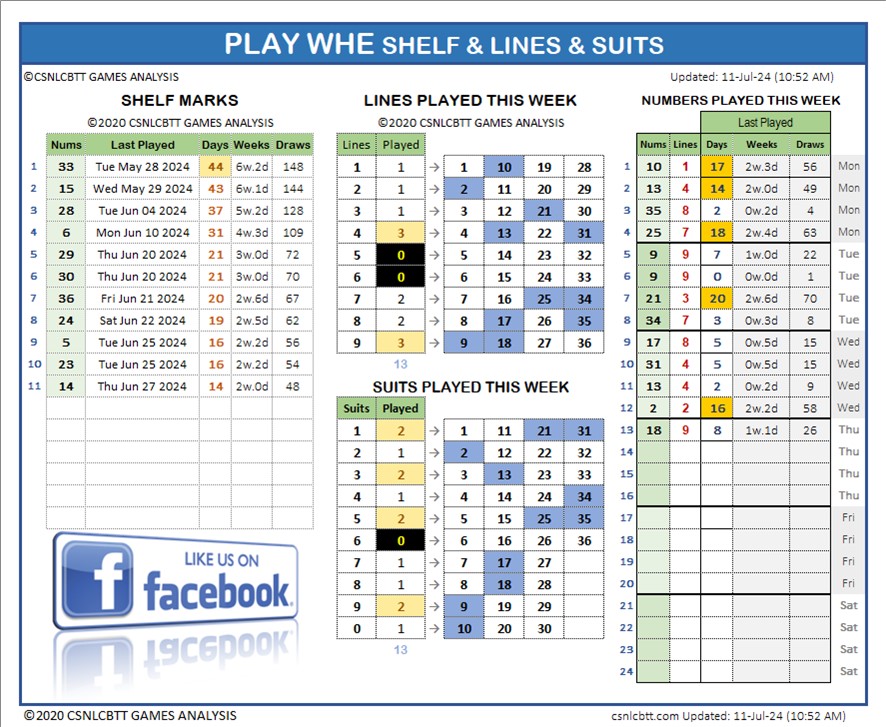 PLAY WHE SHELF & LINES & SUITS
©CSNLCBTT GAMES ANALYSIS
Updated: 11-Jul-24 (10:52 AM)
SHELF MARKS
©2020 CSNLCBTT GAMES ANALYSIS
Nums Last Played Days Weeks Draws
1 33 Tue May 28 2024 44 6w.2d 148
2 15 Wed May 29 2024 43 6w.1d 144
3 28 Tue Jun 04 2024 37 5w.2d 128
4 6 Mon Jun 10 2024 31 4w.3d 109
5 29 Thu Jun 20 2024 21 3w.0d 72
6 30 Thu Jun 20 2024 21 3w.0d 70
7 36 Fri Jun 21 2024 20 2w.6d 67
8 24 Sat Jun 22 2024 19 2w.5d 62
9 5 Tue Jun 25 2024 16 2w.2d 56
10 23 Tue Jun 25 2024 16 2w.2d 54
11 14 Thu Jun 27 2024 14 2w.0d 48
LIKE US ON
facebook
LINES PLAYED THIS WEEK
©2020 CSNLCBTT GAMES ANALYSIS
Lines Played
1 1 → 1 10 19 28
2 1 → 2 11 20 29
3 1 → 3 12 21 30
4 3 → 4 13 22 31
5 0 → 5 14 23 32
6 0 → 6 15 24 33
7 2 → 7 16 25 34
8 2 → 8 17 26 35
9 3 → 9 18 27 36
13
SUITS PLAYED THIS WEEK
Suits Played
1 2 → 1 11 21 31
2 1 → 2 12 22 32
3 2 → 3 13 23 33
4 1 → 4 14 24 34
5 2 → 5 15 25 35
6 0 → 6 16 26 36
7 1 → 7 17 27
8 1 → 8 18 28
9 2 → 9 19 29
0 1 → 10 20 30
13
NUMBERS PLAYED THIS WEEK
Last Played
Nums Lines Days Weeks Draws
1 10 1 17 2w.3d 56 Mon
2 13 4 14 2w.0d 49 Mon
3 35 8 2 0w.2d 4 Mon
4 25 7 18 2w.4d 63 Mon
5 9 9 7 1w.0d 22 Tue
6 9 9 0 0w.0d 1 Tue
7 21 3 20 2w.6d 70 Tue
8 34 7 3 0w.3d 8 Tue
9 17 8 5 0w.5d 15 Wed
10 31 4 5 0w.5d 15 Wed
11 13 4 2 0w.2d 9 Wed
12 2 2 16 2w.2d 58 Wed
13 18 9 8 1w.1d 26 Thu
14 Thu
15 Thu
16 Thu
17 Fri
18 Fri
19 Fri
20 Fri
21 Sat
22 Sat
23 Sat
24 Sat
©2020 CSNLCBTT GAMES ANALYSIS
csnlcbtt.com Updated: 11-Jul-24 (10:52 AM)